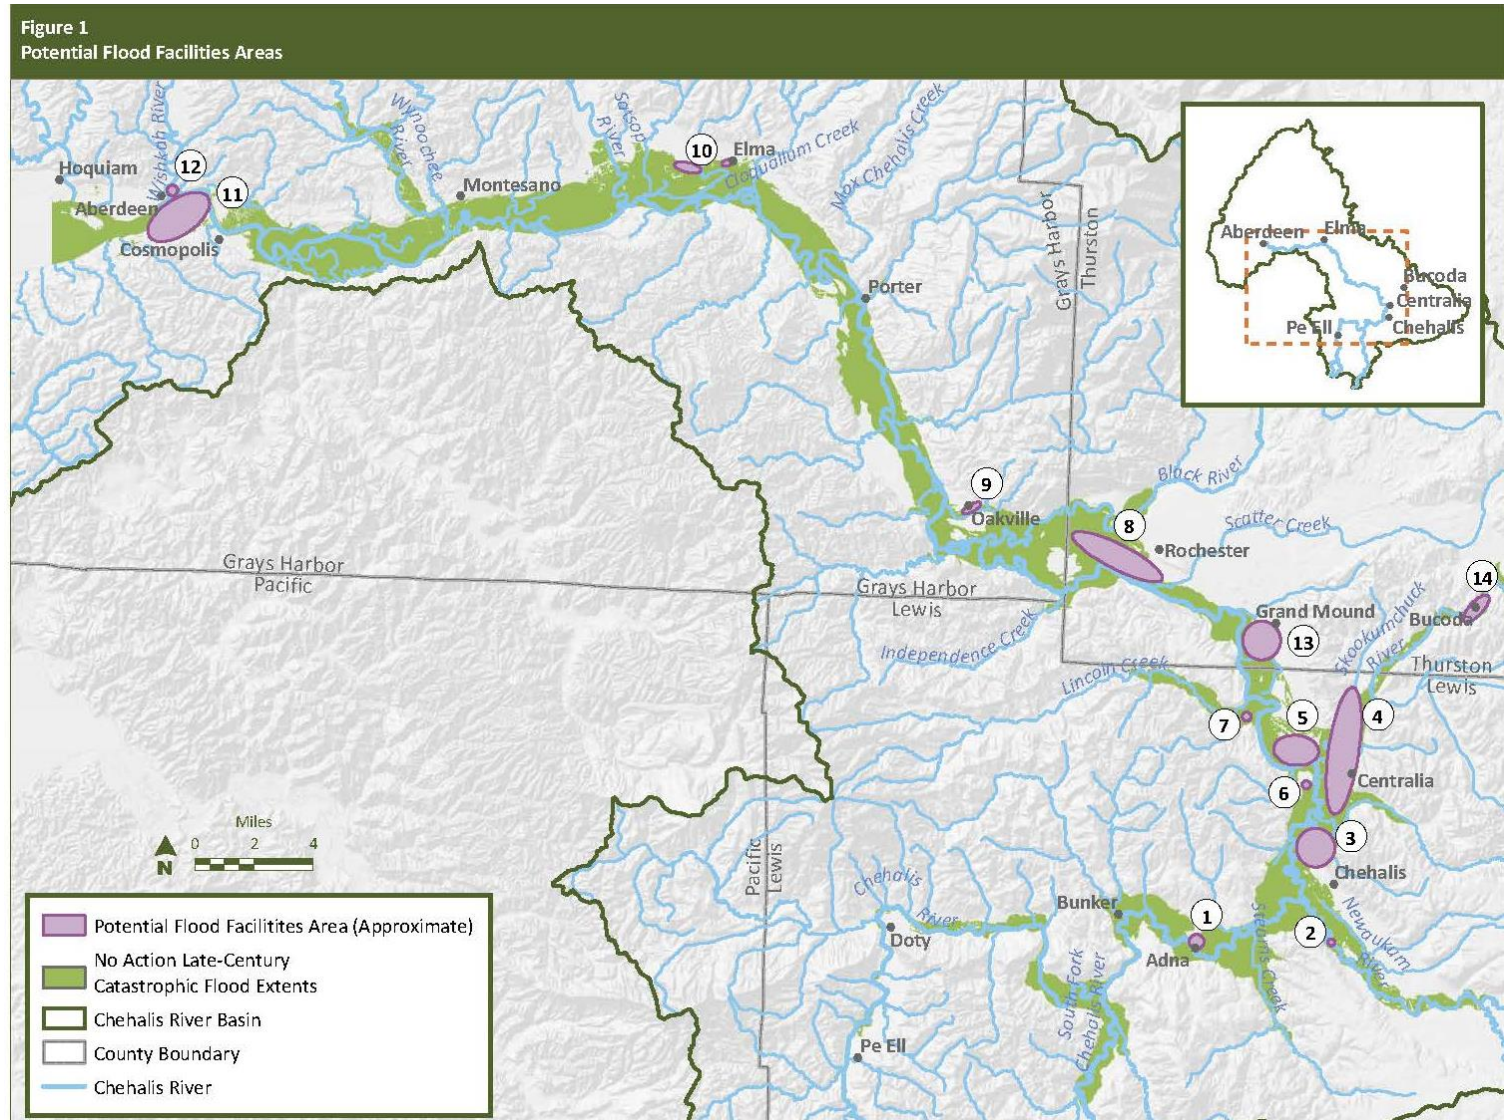 Figure 1
Potential Flood Facilities Areas
Wishkah River
Wynoochee
River
Satsop
River
Cloquallum Creek
Mox Chehalis Creek
Hoquiam
12
11
Aberdeen
Cosmopolis
Montesano
10
Elma
Porter
Grays Harbor
Thurston
Aberdeen
Elma
Bucoda
Centralia
Chehalis
Pe Ell
Black River
Scatter Creek
9
Oakville
8
Rochester
Grays Harbor
Pacific
Grays Harbor
Lewis
Independence Creek
Lincoln Creek
Grand Mound
13
Skookumchuck
River
14
Bucoda
Thurston
Lewis
7
5
4
6
Centralia
3
Chehalis
Miles
0 2 4
N
Pacific
Lewis
Chehalis
River
Doty
Bunker
1
Adna
2
Stearns Creek
Newaukum
River
South Fork
Chehalis River
Pe Ell
Potential Flood Facilitites Area (Approximate)
No Action Late-Century
Catastrophic Flood Extents
Chehalis River Basin
County Boundary
Chehalis River